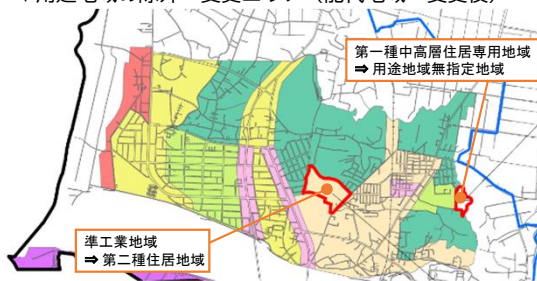 第一種中高層住居専用地域
⇒ 用途地域無指定地域
準工業地域
⇒ 第二種住居地域